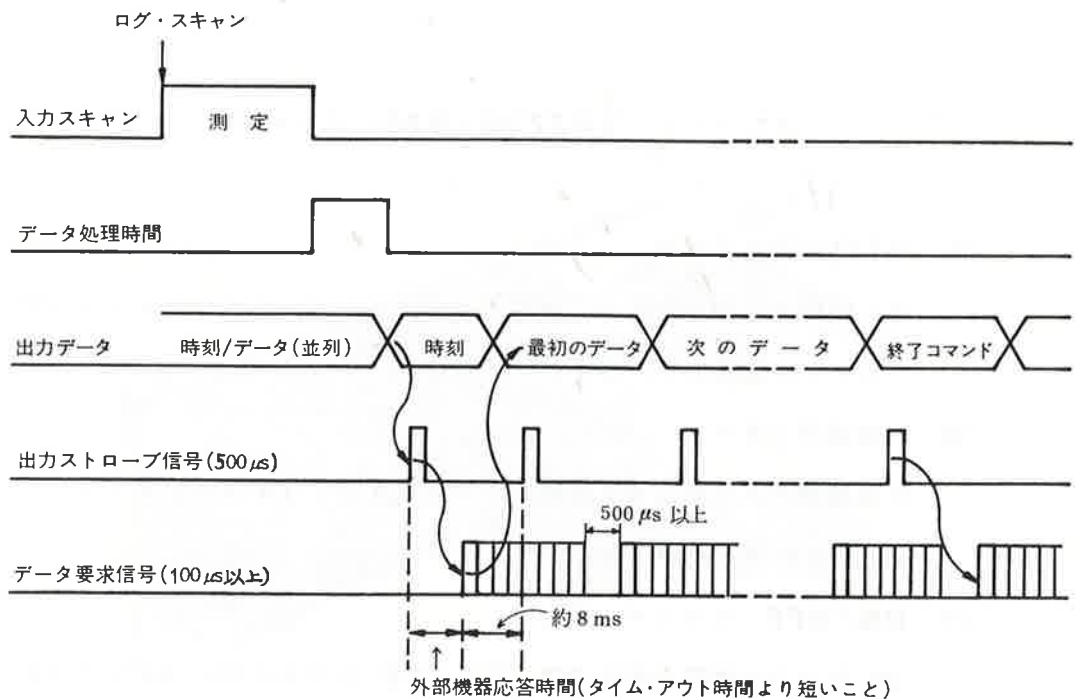 ログ・スキャン
入力スキャン
測 定
データ処理時間
出力データ
時刻/データ(並列)
時刻
最初のデータ
次 の デ ー タ
終了コマンド
出力ストローブ信号(500μs)
500 μs 以上
データ要求信号(100μs以上)
約 8 ms
外部機器応答時間(タイム・アウト時間より短いこと)